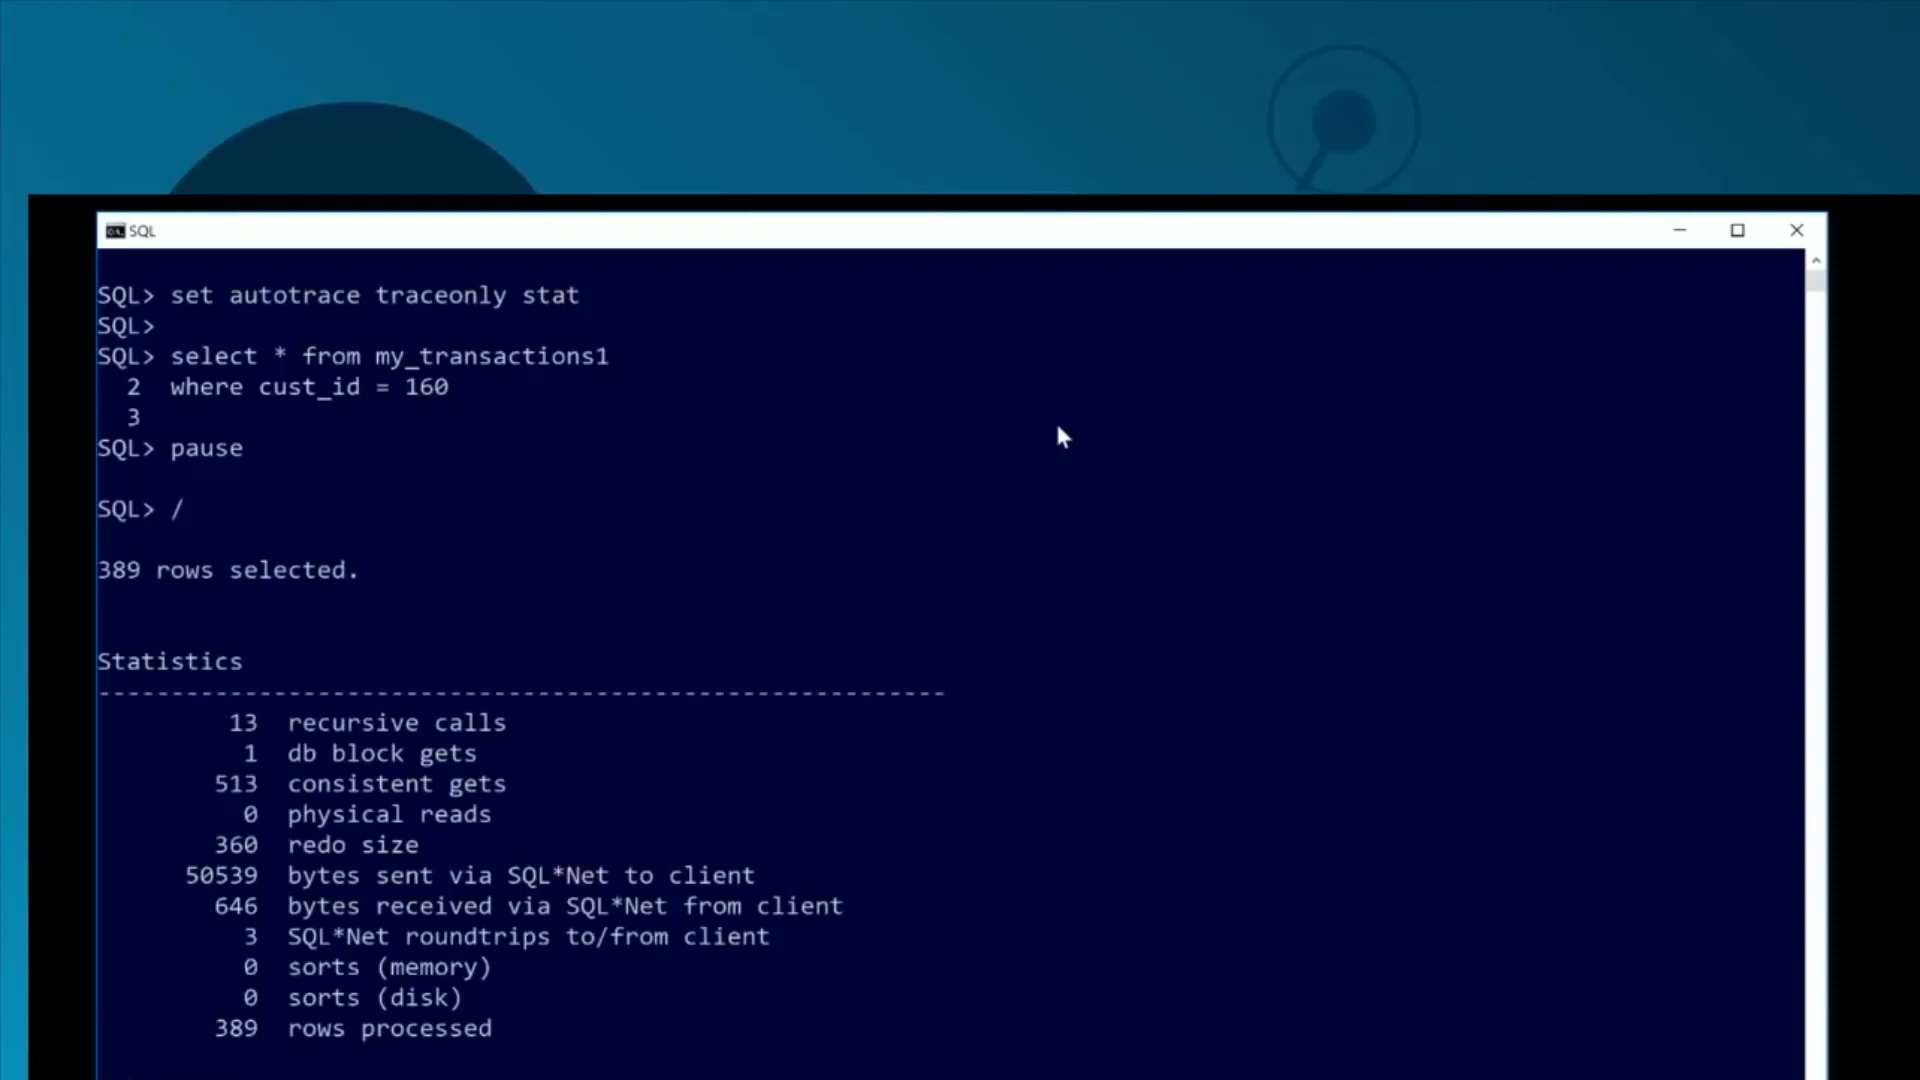 SQL
SQL> set autotrace traceonly stat
SQL>
SQL> select * from my_transactions1
2 where cust_id = 160
3
SQL> pause
SQL> /
389 rows selected.
Statistics
----------------------------------------------------------
13 recursive calls
1 db block gets
513 consistent gets
0 physical reads
360 redo size
50539 bytes sent via SQL*Net to client
646 bytes received via SQL*Net from client
3 SQL*Net roundtrips to/from client
0 sorts (memory)
0 sorts (disk)
389 rows processed